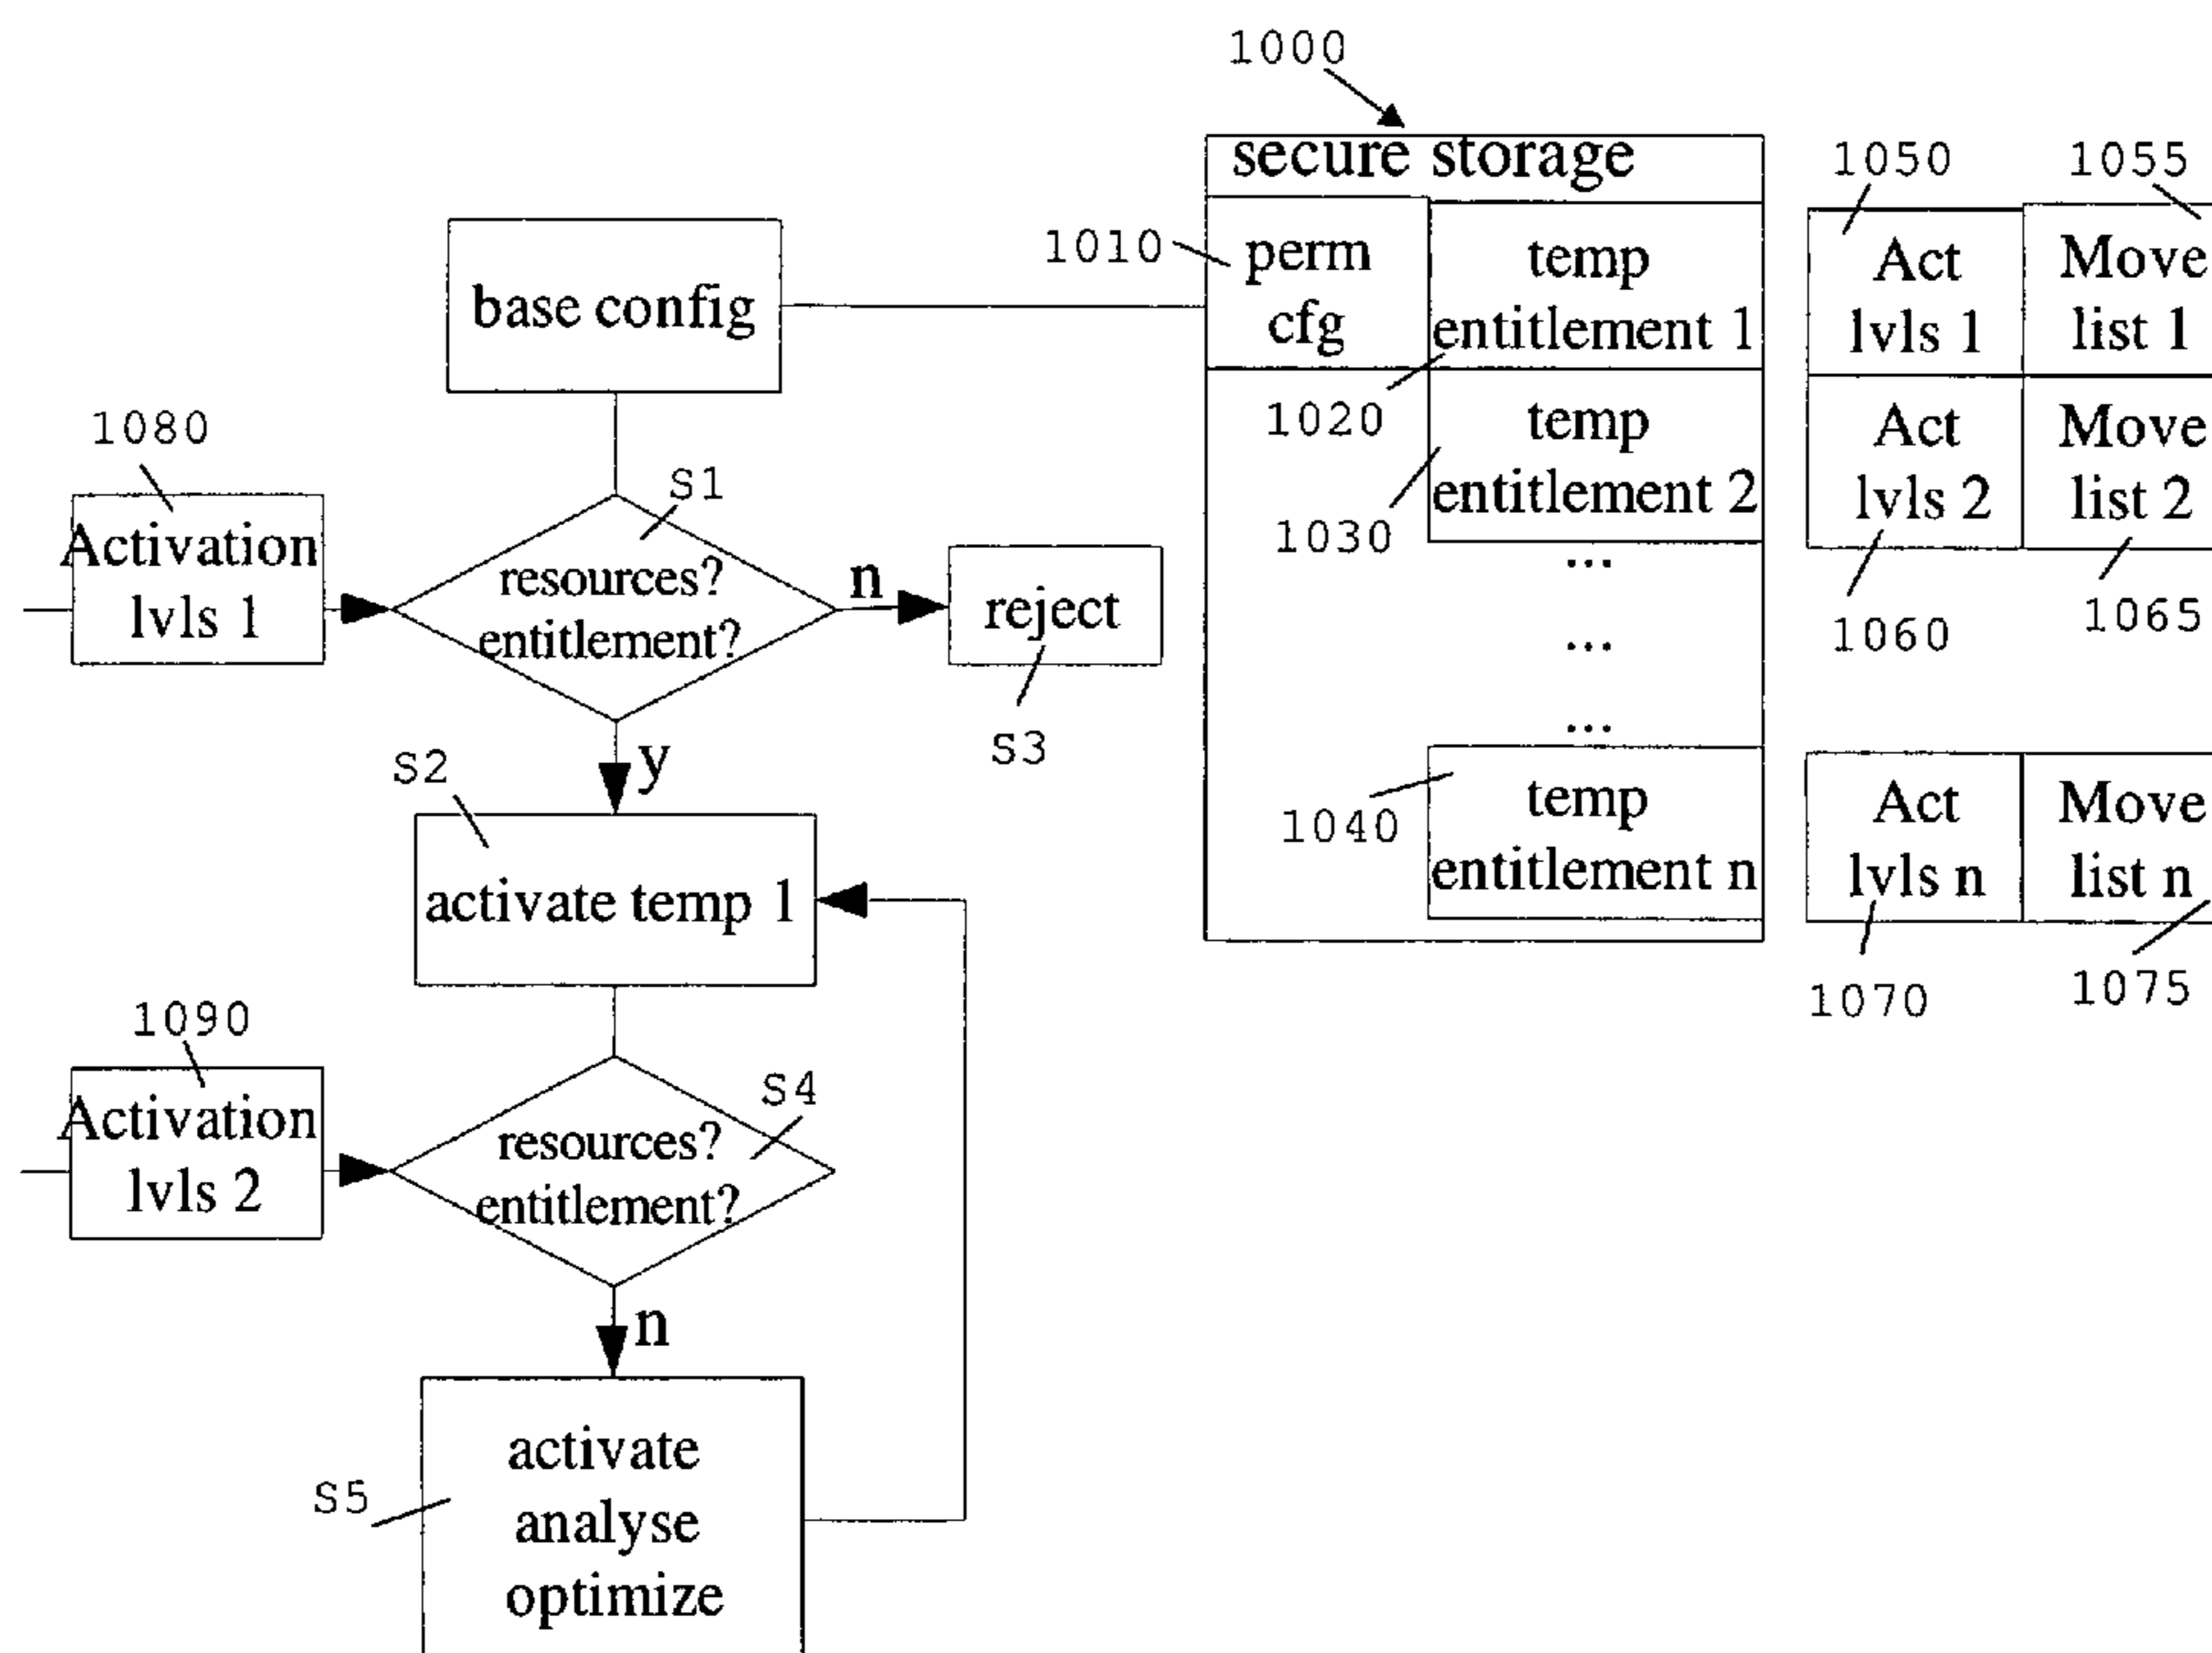 1000
secure storage
1050
1055
1010
perm
cfg
temp
entitlement 1
Act
lvls 1
Move
list 1
base config
1020
temp
entitlement 2
1030
Act
lvls 2
Move
list 2
1060
1065
...
...
...
1080
Activation
lvls 1
S1
resources?
entitlement?
n
reject
S3
y
S2
activate temp 1
1040
temp
entitlement n
Act
lvls n
Move
list n
1070
1075
1090
Activation
lvls 2
S4
resources?
entitlement?
n
S5
activate
analyse
optimize